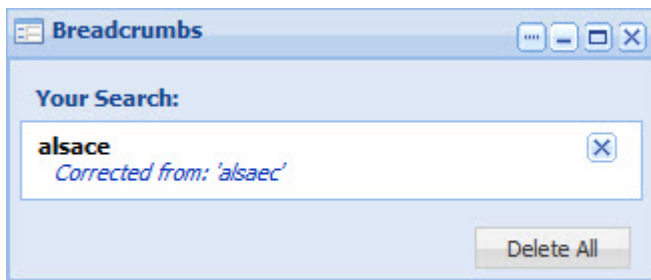 Breadcrumbs
Your Search:
alsace
Corrected from: 'alsaec'
Delete All